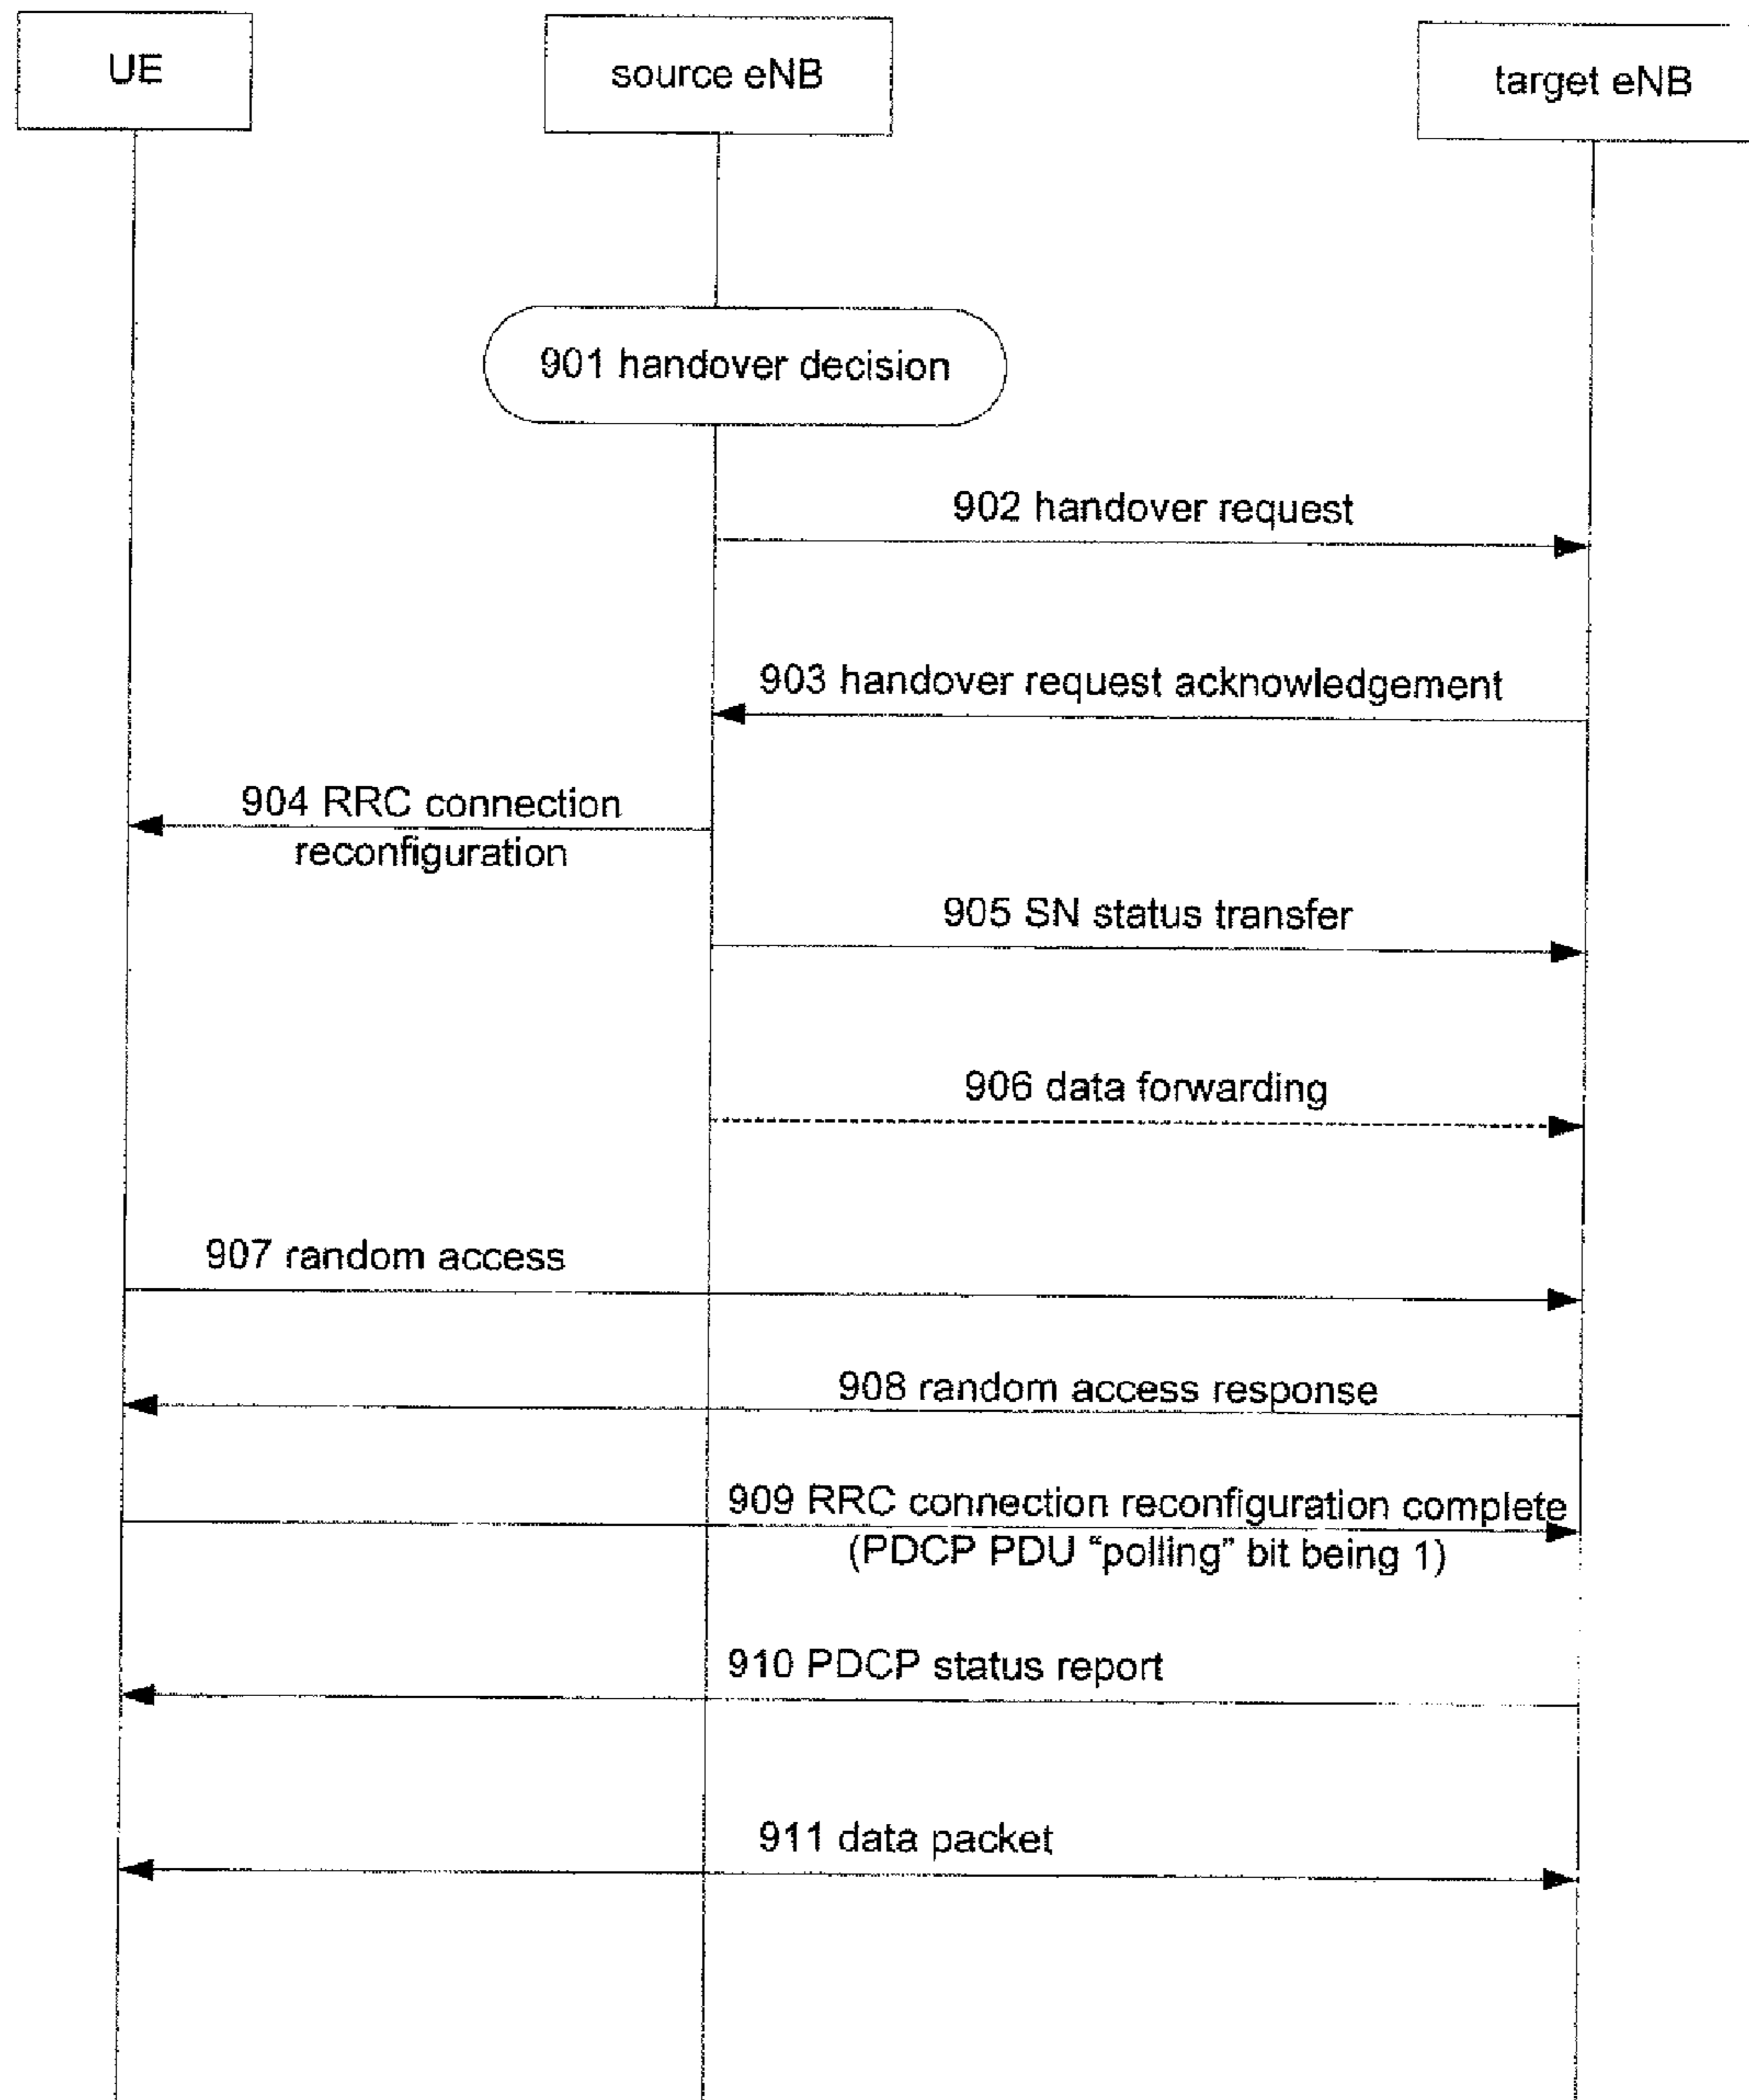 UE
source eNB
target eNB
901 handover decision
902 handover request
903 handover request acknowledgement
904 RRC connection
reconfiguration
905 SN status transfer
906 data forwarding
907 random access
908 random access response
909 RRC connection reconfiguration complete
(PDCP PDU “polling” bit being 1)
910 PDCP status report
911 data packet